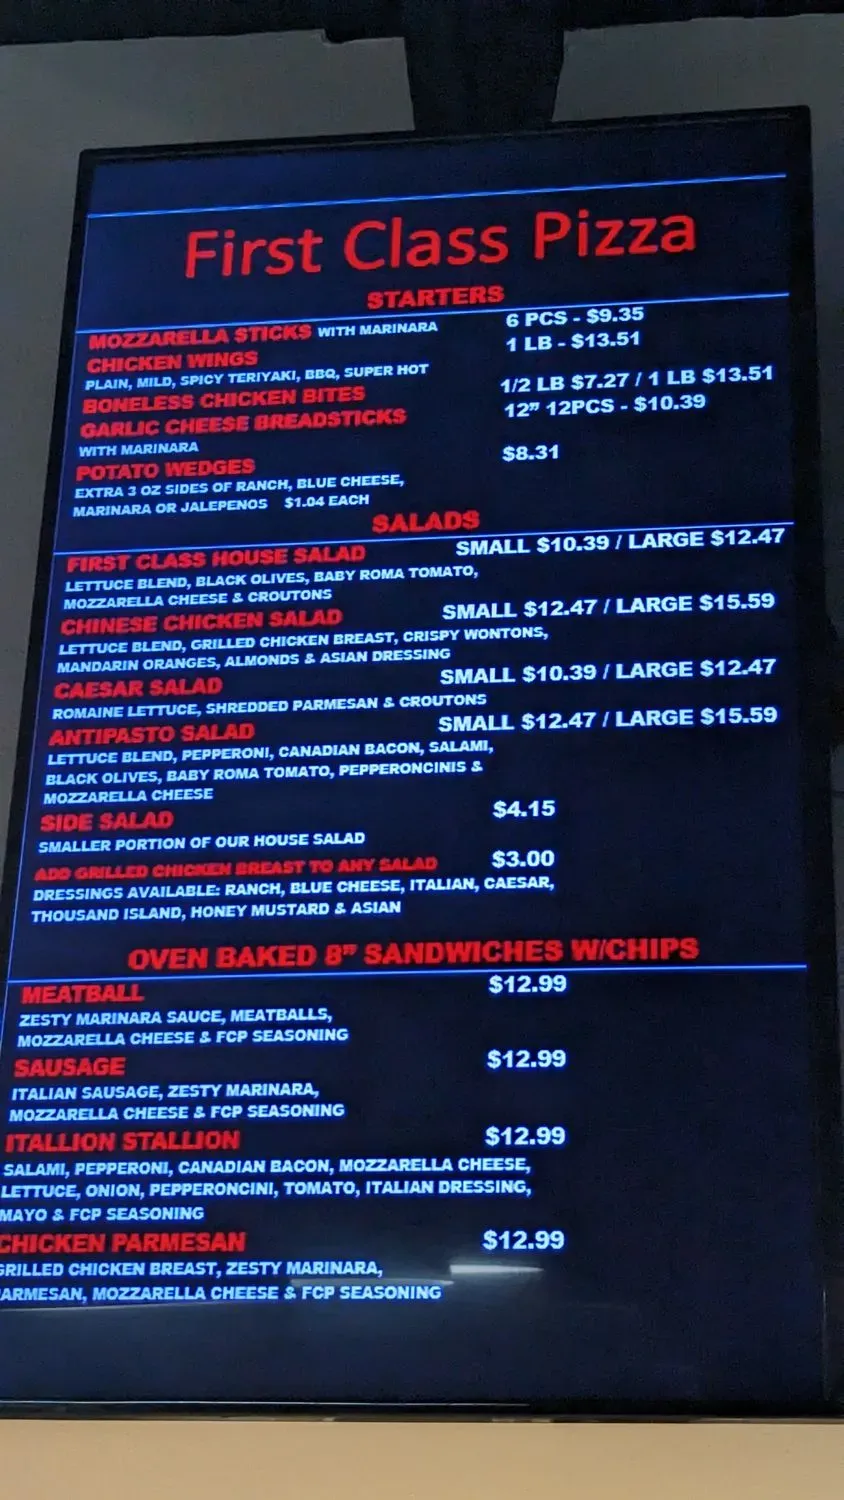 First Class Pizza
STARTERS
MOZZARELLA STICKS WITH MARINARA 6 PCS - $9.35
CHICKEN WINGS 1 LB - $13.51
PLAIN, MILD, SPICY TERIYAKI, BBQ, SUPER HOT
BONELESS CHICKEN BITES 1/2 LB $7.27 / 1 LB $13.51
GARLIC CHEESE BREADSTICKS 12" 12PCS - $10.39
WITH MARINARA
POTATO WEDGES $8.31
EXTRA 3 OZ SIDES OF RANCH, BLUE CHEESE,
MARINARA OR JALEPENOS $1.04 EACH
SALADS
FIRST CLASS HOUSE SALAD SMALL $10.39 / LARGE $12.47
LETTUCE BLEND, BLACK OLIVES, BABY ROMA TOMATO,
MOZZARELLA CHEESE & CROUTONS
CHINESE CHICKEN SALAD SMALL $12.47 / LARGE $15.59
LETTUCE BLEND, GRILLED CHICKEN BREAST, CRISPY WONTONS,
MANDARIN ORANGES, ALMONDS & ASIAN DRESSING
CAESAR SALAD SMALL $10.39 / LARGE $12.47
ROMAINE LETTUCE, SHREDDED PARMESAN & CROUTONS
ANTIPASTO SALAD SMALL $12.47 / LARGE $15.59
LETTUCE BLEND, PEPPERONI, CANADIAN BACON, SALAMI,
BLACK OLIVES, BABY ROMA TOMATO, PEPPERONCINIS &
MOZZARELLA CHEESE
SIDE SALAD $4.15
SMALLER PORTION OF OUR HOUSE SALAD
ADD GRILLED CHICKEN BREAST TO ANY SALAD $3.00
DRESSINGS AVAILABLE: RANCH, BLUE CHEESE, ITALIAN, CAESAR,
THOUSAND ISLAND, HONEY MUSTARD & ASIAN
OVEN BAKED 8" SANDWICHES W/CHIPS
MEATBALL $12.99
ZESTY MARINARA SAUCE, MEATBALLS,
MOZZARELLA CHEESE & FCP SEASONING
SAUSAGE $12.99
ITALIAN SAUSAGE, ZESTY MARINARA,
MOZZARELLA CHEESE & FCP SEASONING
ITALLION STALLION $12.99
SALAMI, PEPPERONI, CANADIAN BACON, MOZZARELLA CHEESE,
LETTUCE, ONION, PEPPERONCINI, TOMATO, ITALIAN DRESSING,
MAYO & FCP SEASONING
CHICKEN PARMESAN $12.99
GRILLED CHICKEN BREAST, ZESTY MARINARA,
ARMESAN, MOZZARELLA CHEESE & FCP SEASONING